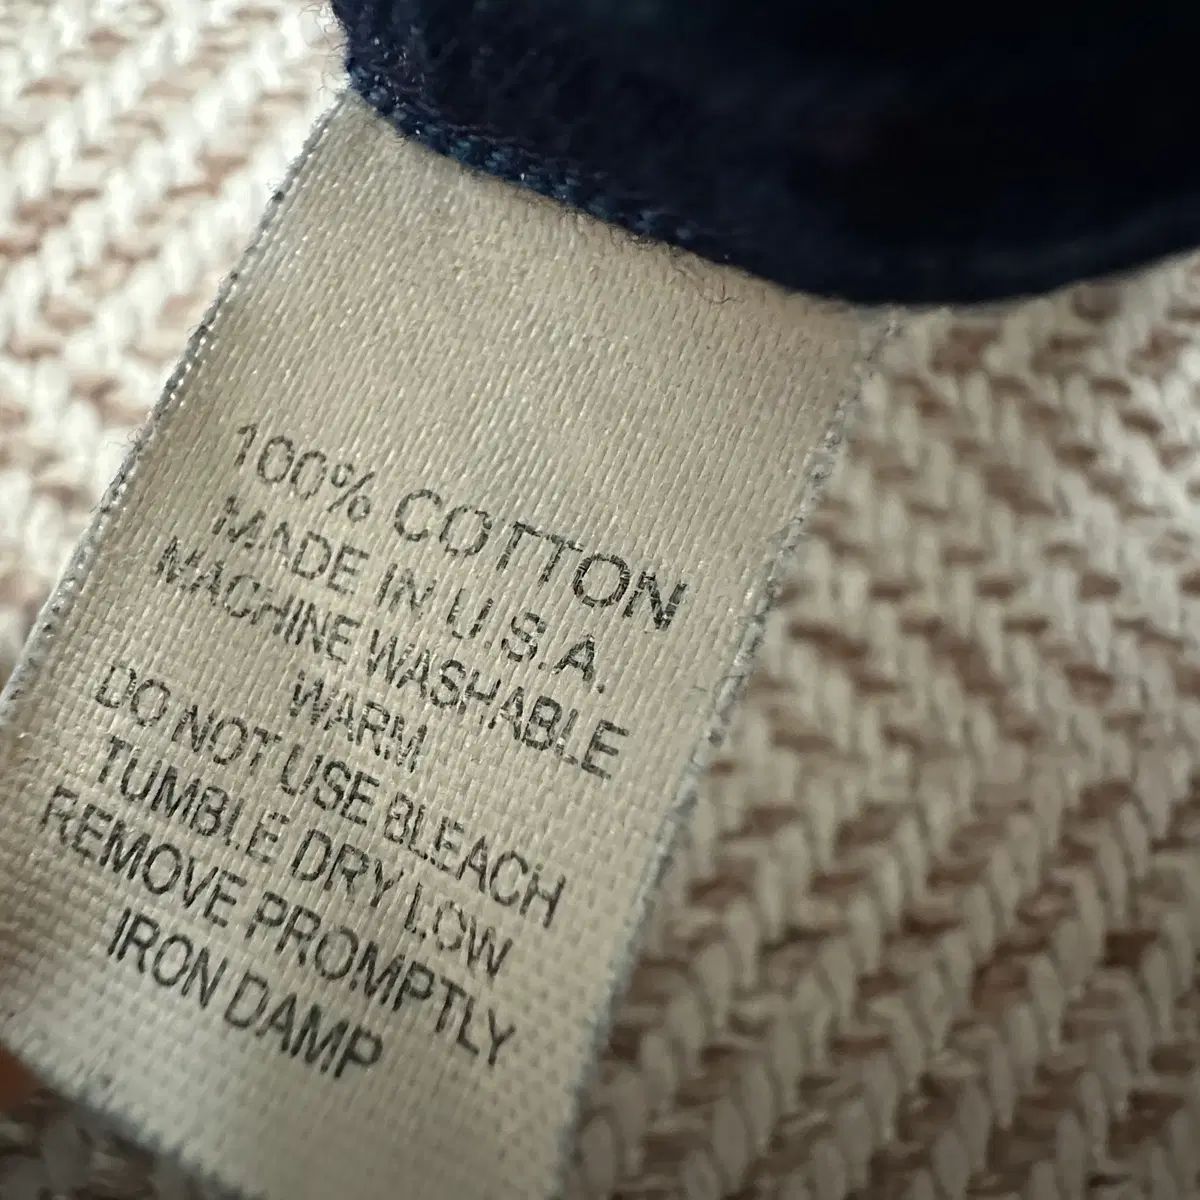 100% COTTON
MADE IN U.S.A.
MACHINE WASHABLE
WARM
DO NOT USE BLEACH
TUMBLE DRY LOW
REMOVE PROMPTLY
IRON DAMP